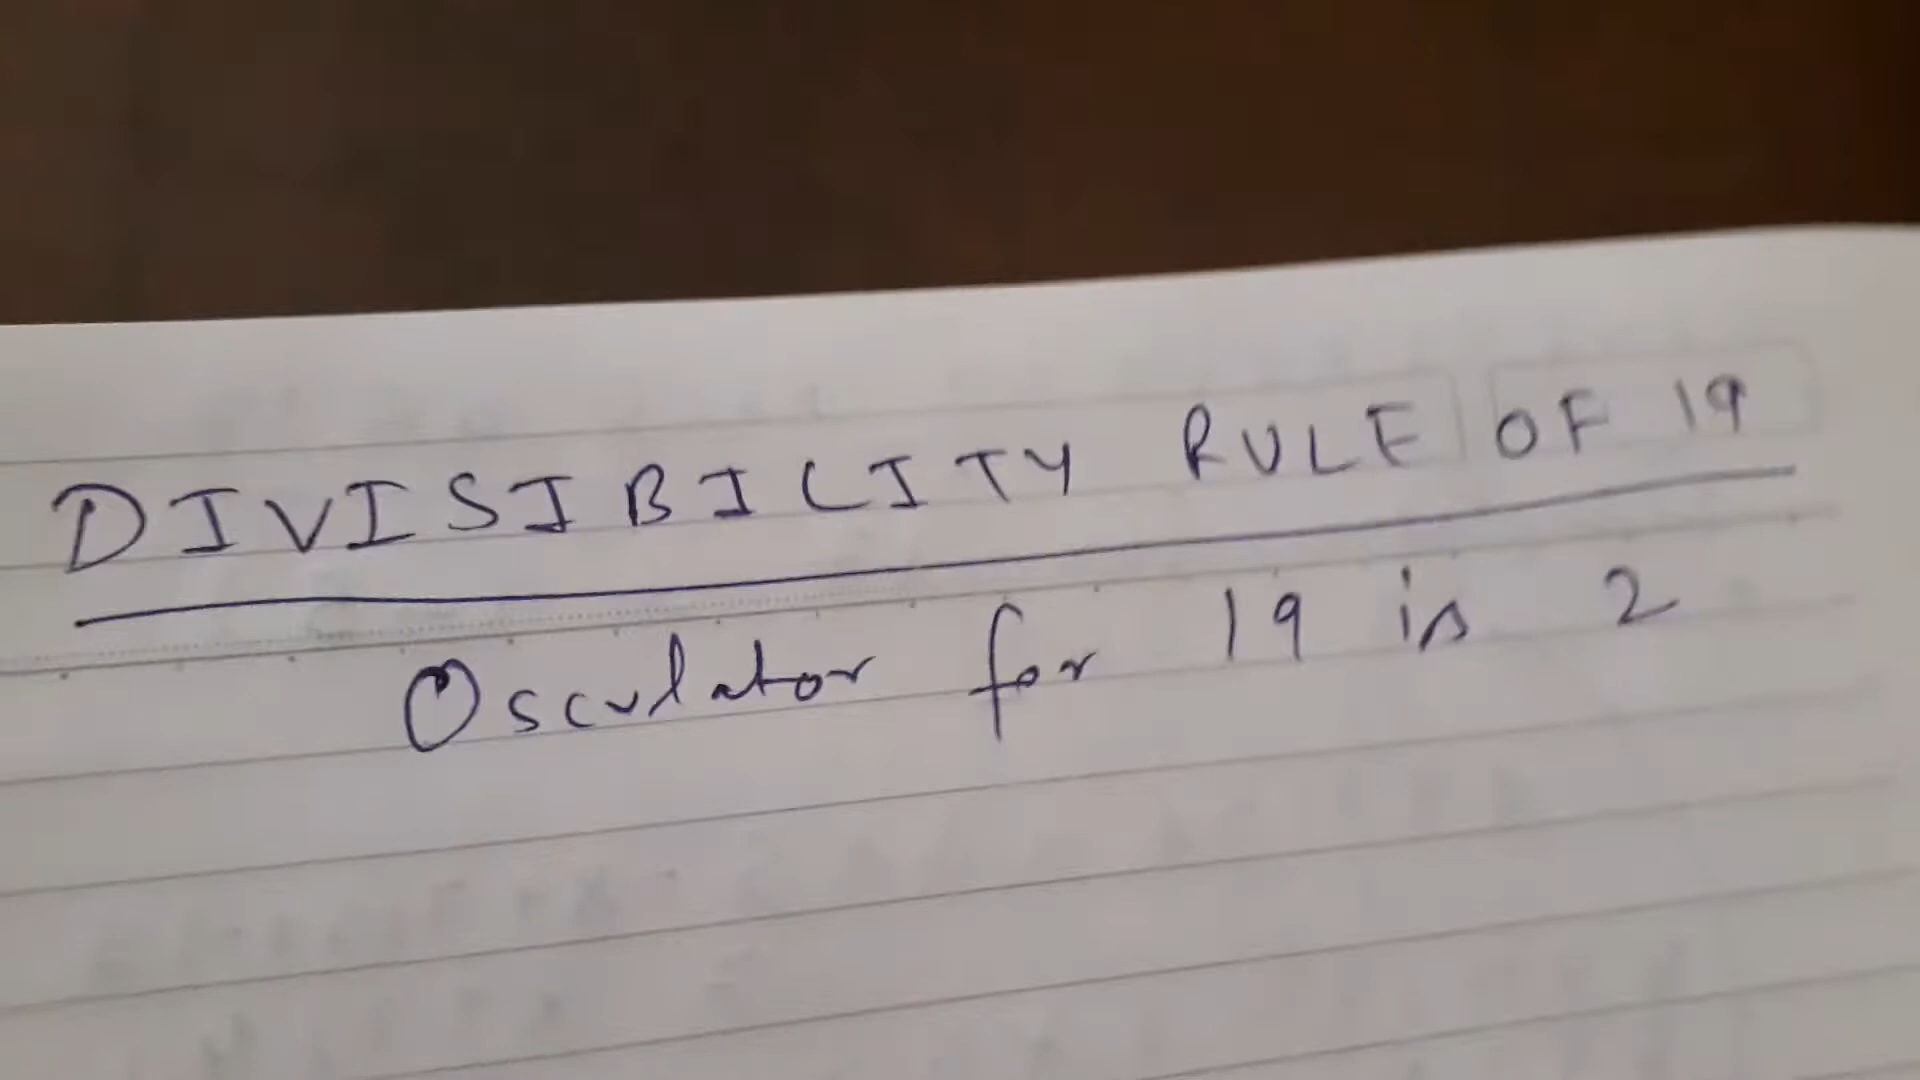 DIVISIBILITY RULE OF 19
Osculator for 19 is 2